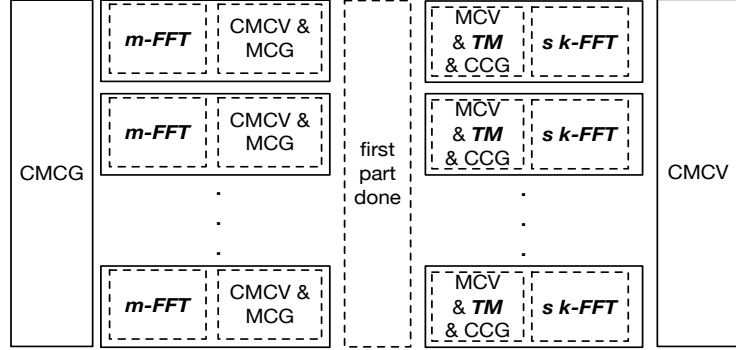 CMCG
m-FFT
CMCV &
MCG
m-FFT
CMCV &
MCG
.
.
.
m-FFT
CMCV &
MCG
first
part
done
MCV
& TM
& CCG
s k-FFT
MCV
& TM
& CCG
s k-FFT
.
.
.
MCV
& TM
& CCG
s k-FFT
CMCV